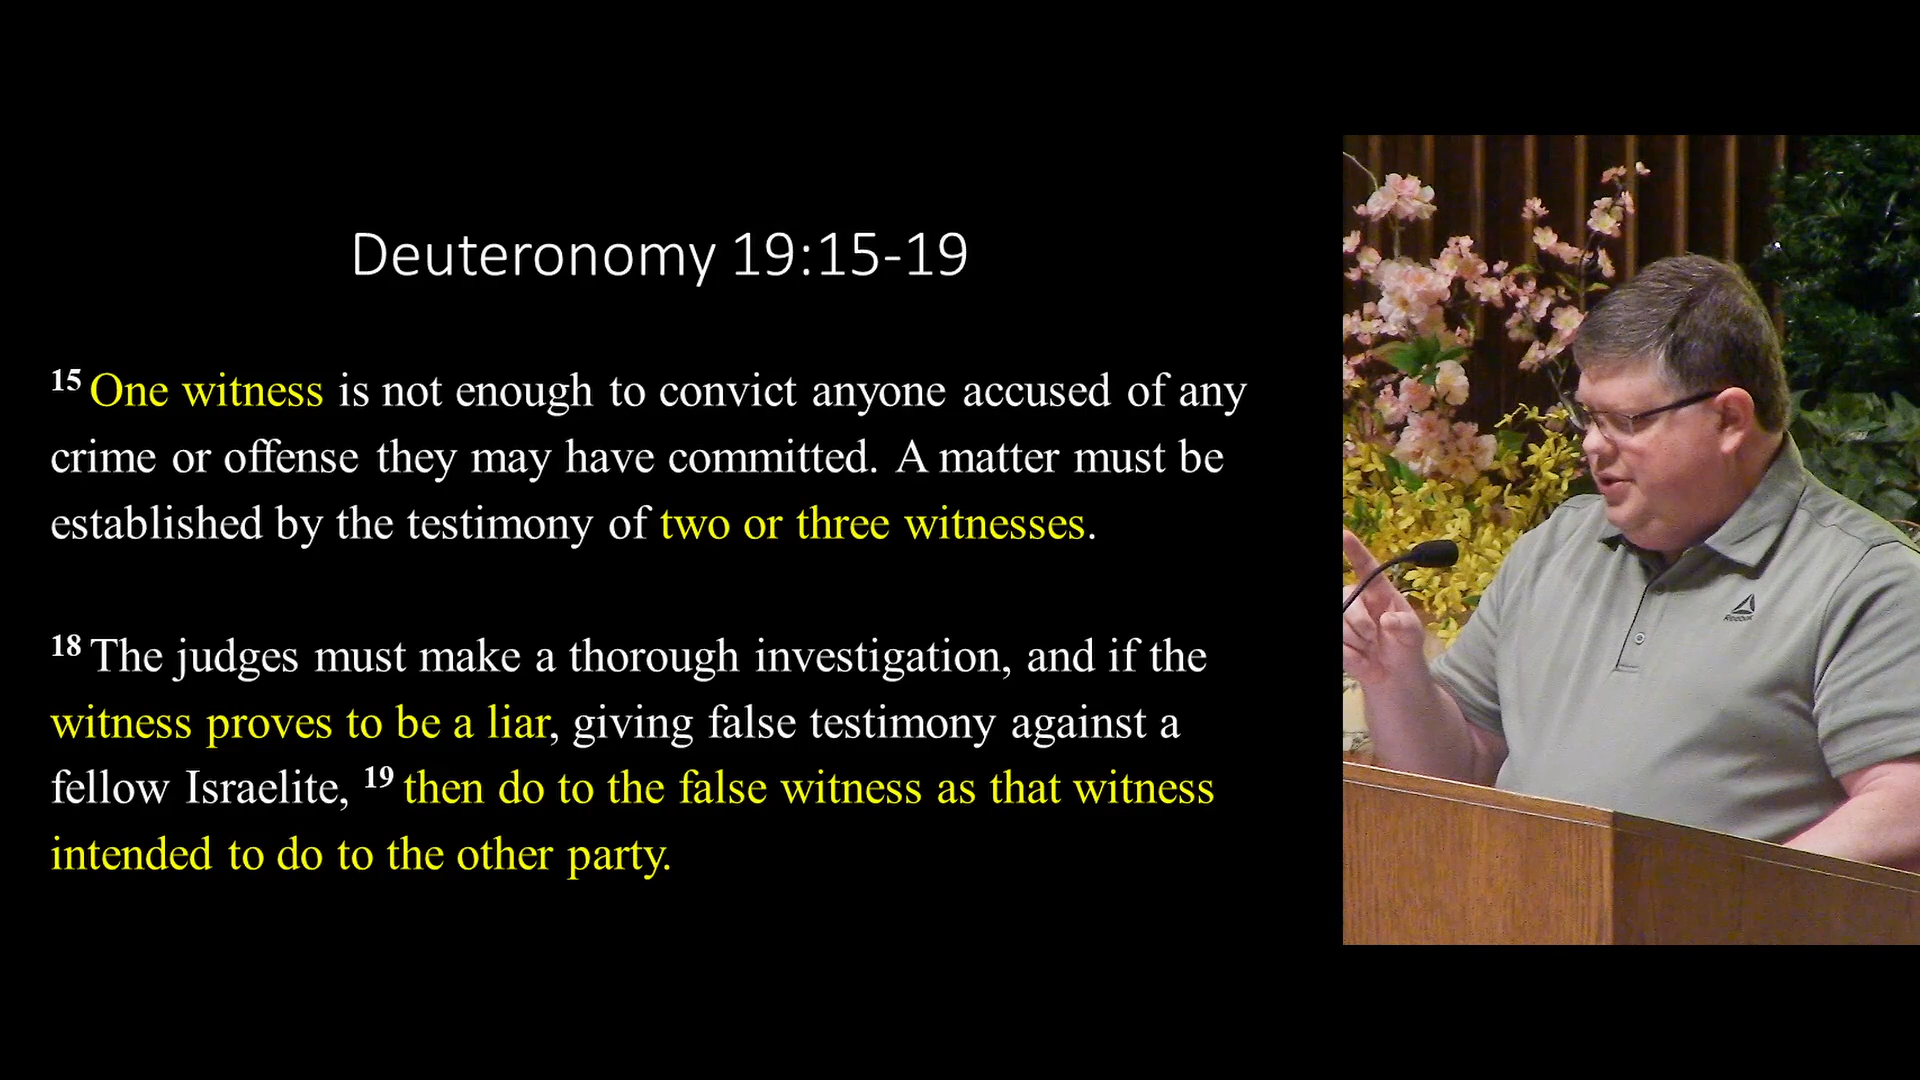 Deuteronomy 19:15-19
15 One witness is not enough to convict anyone accused of any
crime or offense they may have committed. A matter must be
established by the testimony of two or three witnesses.
18 The judges must make a thorough investigation, and if the
witness proves to be a liar, giving false testimony against a
fellow Israelite, 19 then do to the false witness as that witness
intended to do to the other party.
Reebok